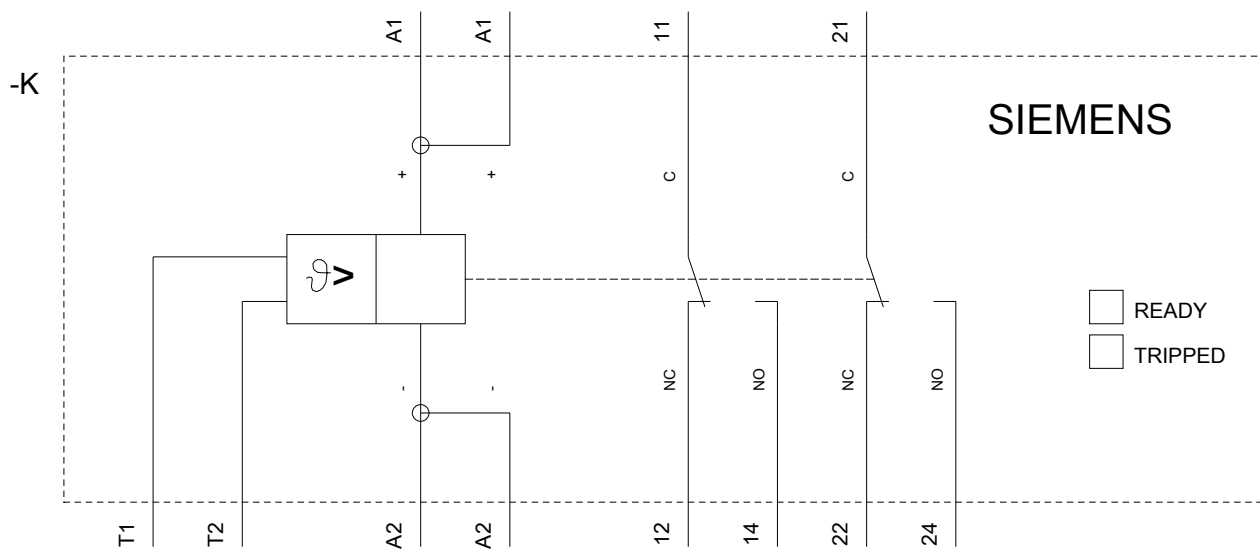 A1
A1
11
21
-K
SIEMENS
+
+
C
C
ϑ>
READY
TRIPPED
-
-
NC
NO
NC
NO
T1
T2
A2
A2
12
14
22
24